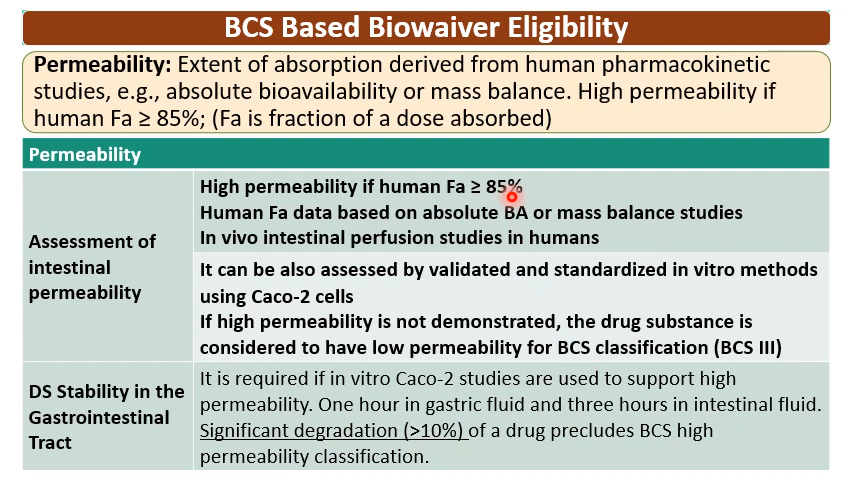 BCS Based Biowaiver Eligibility
Permeability: Extent of absorption derived from human pharmacokinetic
studies, e.g., absolute bioavailability or mass balance. High permeability if
human Fa ≥ 85%; (Fa is fraction of a dose absorbed)
Permeability
Assessment of
intestinal
permeability
High permeability if human Fa ≥ 85%
Human Fa data based on absolute BA or mass balance studies
In vivo intestinal perfusion studies in humans
It can be also assessed by validated and standardized in vitro methods
using Caco-2 cells
If high permeability is not demonstrated, the drug substance is
considered to have low permeability for BCS classification (BCS III)
DS Stability in the
Gastrointestinal
Tract
It is required if in vitro Caco-2 studies are used to support high
permeability. One hour in gastric fluid and three hours in intestinal fluid.
Significant degradation (>10%) of a drug precludes BCS high
permeability classification.